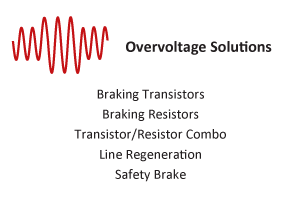 Overvoltage Solutions
Braking Transistors
Braking Resistors
Transistor/Resistor Combo
Line Regeneration
Safety Brake